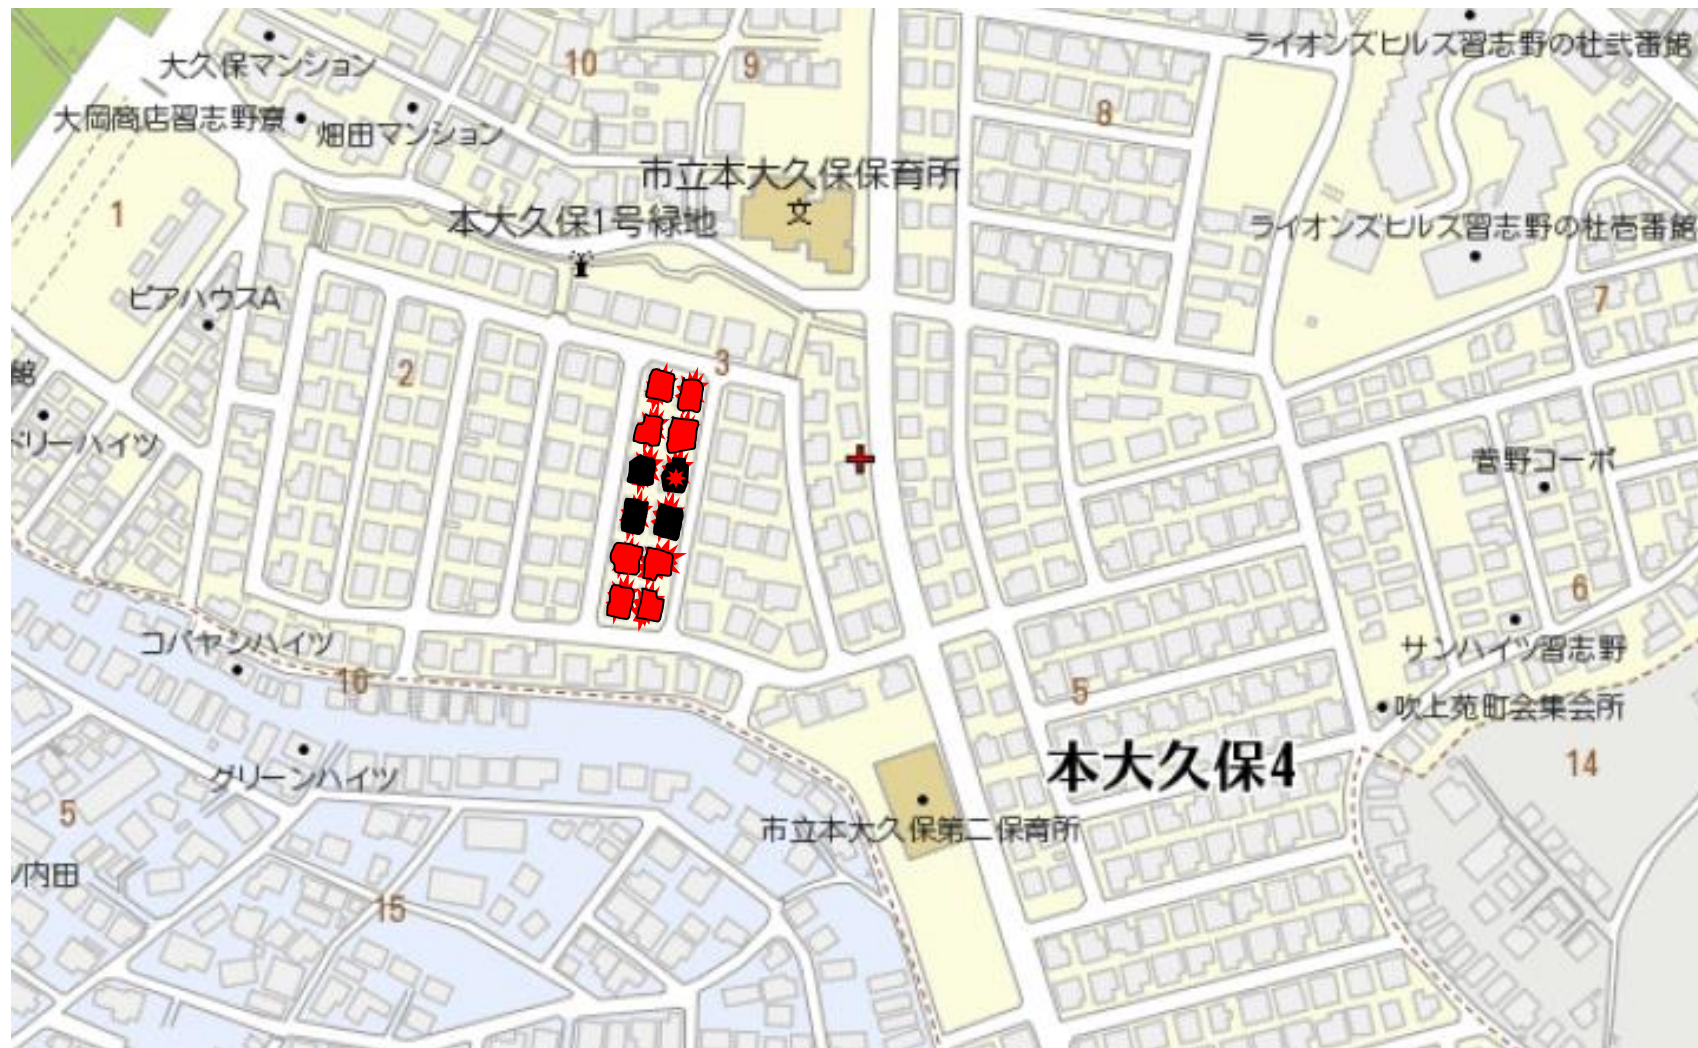 ライオンズヒルズ習志野の杜弐番館
大久保マンション
10
9
大岡商店習志野寮
畑田マンション
8
市立本大久保保育所
文
1
本大久保1号緑地
ライオンズヒルズ習志野の杜壱番館
ピアハウスA
7
館
2
3
ドリーハイツ
菅野コーポ
6
コバヤシハイツ
サンハイツ習志野
16
5
吹上苑町会集会所
グリーンハイツ
本大久保4
14
5
市立本大久保第二保育所
内田
15